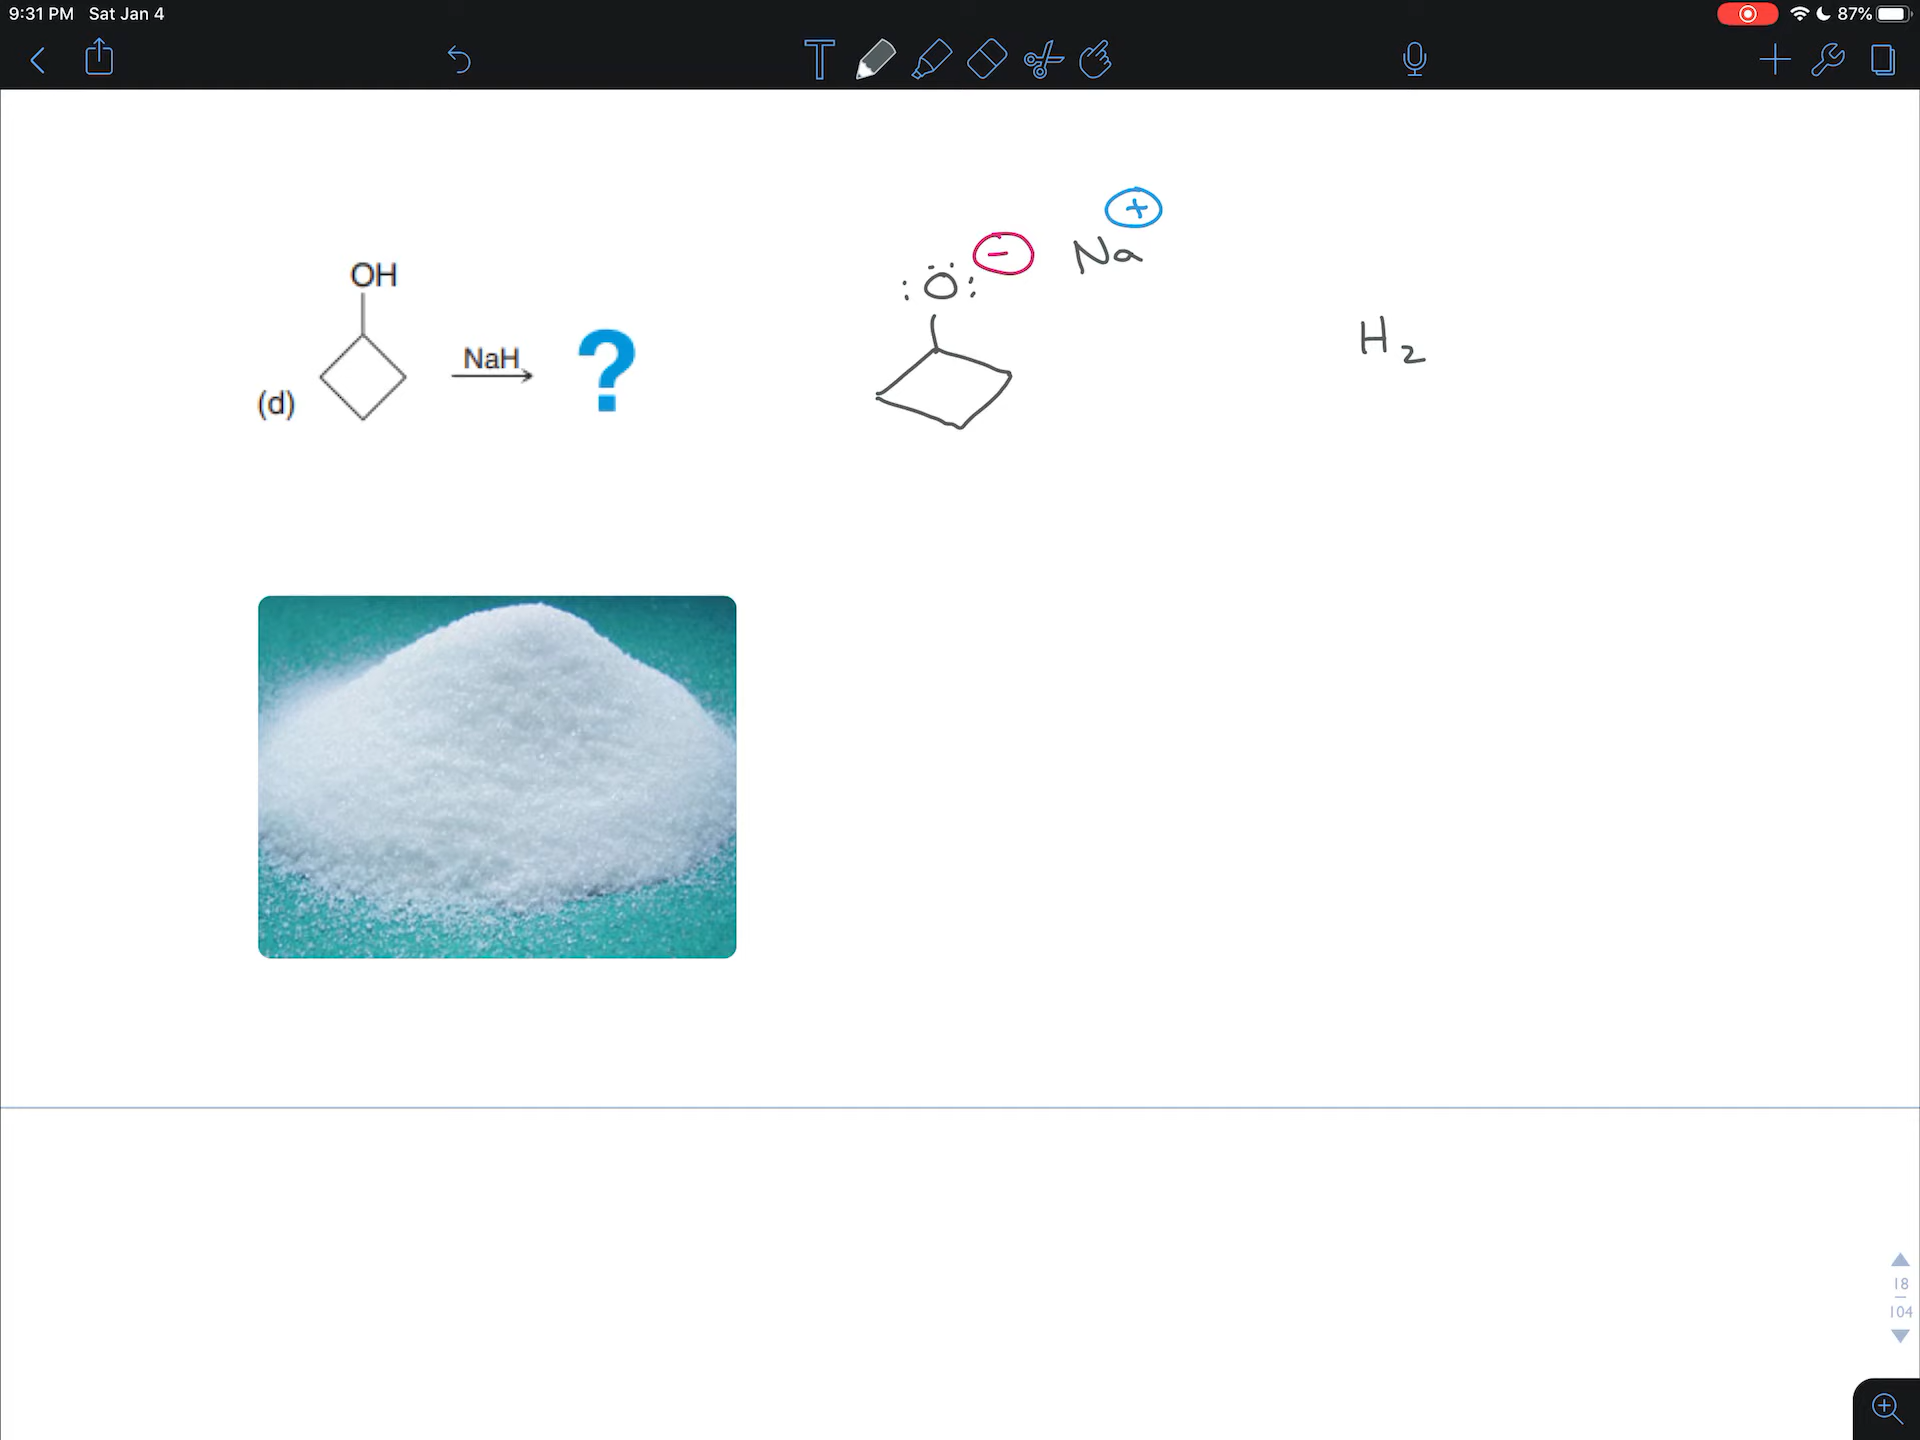 9:31 PM Sat Jan 4
87%
T
+
Na
−
:Ö:
OH
H₂
NaH
?
(d)
18
104